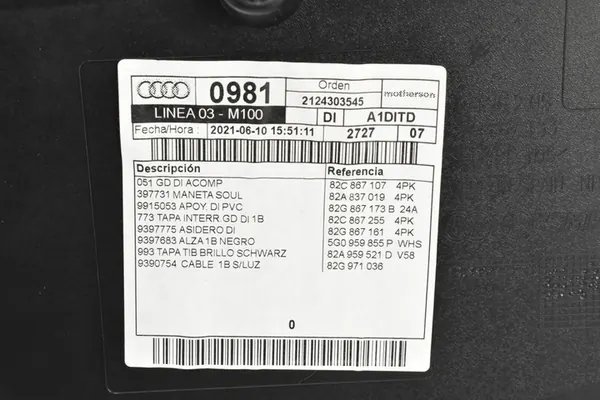 0981 Orden motherson
2124303545
LINEA 03 - M100 DI A1DITD
Fecha/Hora : 2021-06-10 15:51:11 2727 07
Descripción Referencia
051 GD DI ACOMP 82C 867 107 4PK
397731 MANETA SOUL 82A 837 019 4PK
9915053 APOY. DI PVC 82G 867 173 B 24A
773 TAPA INTERR.GD DI 1B 82C 867 255 4PK
9397775 ASIDERO DI 82G 867 161 4PK
9397683 ALZA 1B NEGRO 5G0 959 855 P WHS
993 TAPA TIB BRILLO SCHWARZ 82A 959 521 D V58
9390754 CABLE 1B S/LUZ 82G 971 036
0